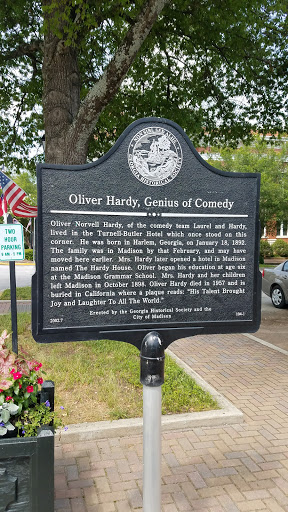 Oliver Hardy, Genius of Comedy
Oliver Norvell Hardy, of the comedy team Laurel and Hardy,
lived in the Turnell-Butler Hotel which once stood on this
corner. He was born in Harlem, Georgia, on January 18, 1892.
The family was in Madison by that February, and may have
moved here earlier. Mrs. Hardy later opened a hotel in Madison
named The Hardy House. Oliver began his education at age six
at the Madison Grammar School. Mrs. Hardy and her children
left Madison in October 1898. Oliver Hardy died in 1957 and is
buried in California where a plaque reads: "His Talent Brought
Joy and Laughter To All The World."
Erected by the Georgia Historical Society and the
City of Madison
2002.7
104-1
TWO
HOUR
PARKING